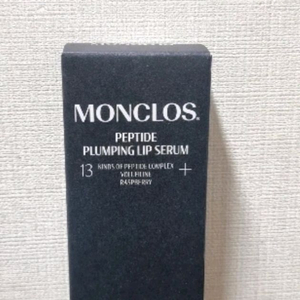 MONCLOS.
PEPTIDE
PLUMPING LIP SERUM
13 KINDS OF PEPTIDE COMPLEX +
VOLUFILINE
RASPBERRY